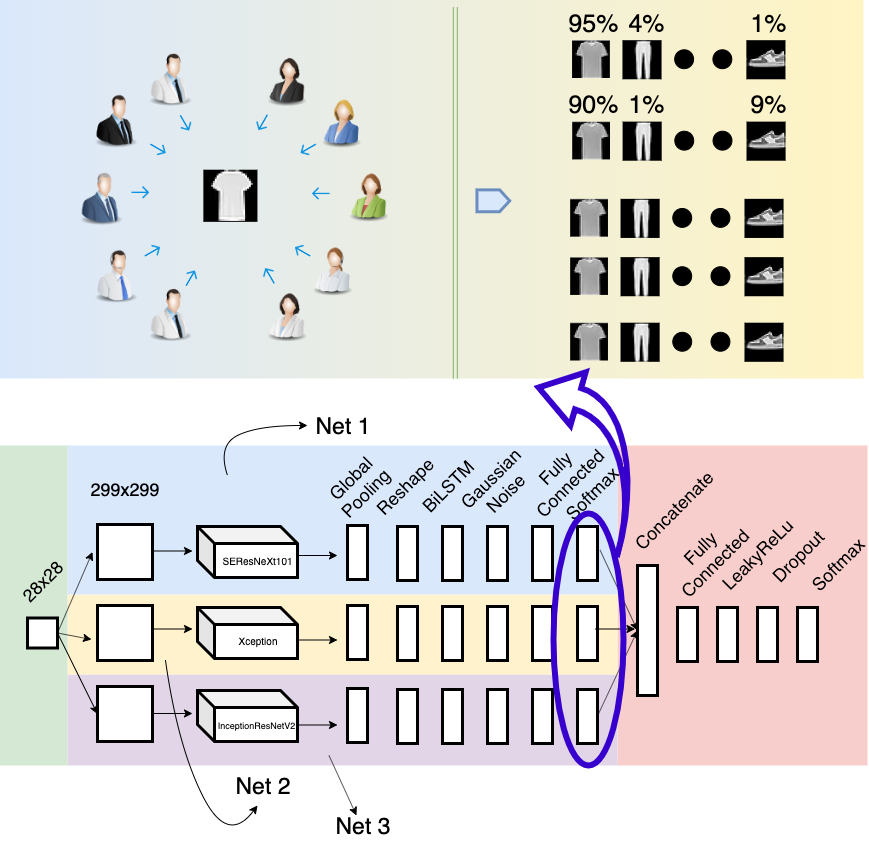 95% 4% 1%
90% 1% 9%
Net 1
299x299
28x28
Global
Pooling
Reshape
BiLSTM
Gaussian
Noise
Fully
Connected
Softmax
Concatenate
Fully
Connected
LeakyReLu
Dropout
Softmax
SEResNeXt101
Xception
InceptionResNetV2
Net 2
Net 3